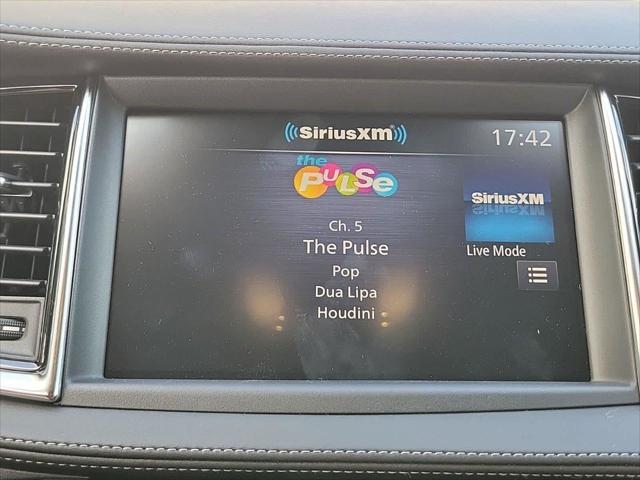 SiriusXM
17:42
the
PULSE
Ch. 5
The Pulse
Pop
Dua Lipa
Houdini
SiriusXM
Live Mode